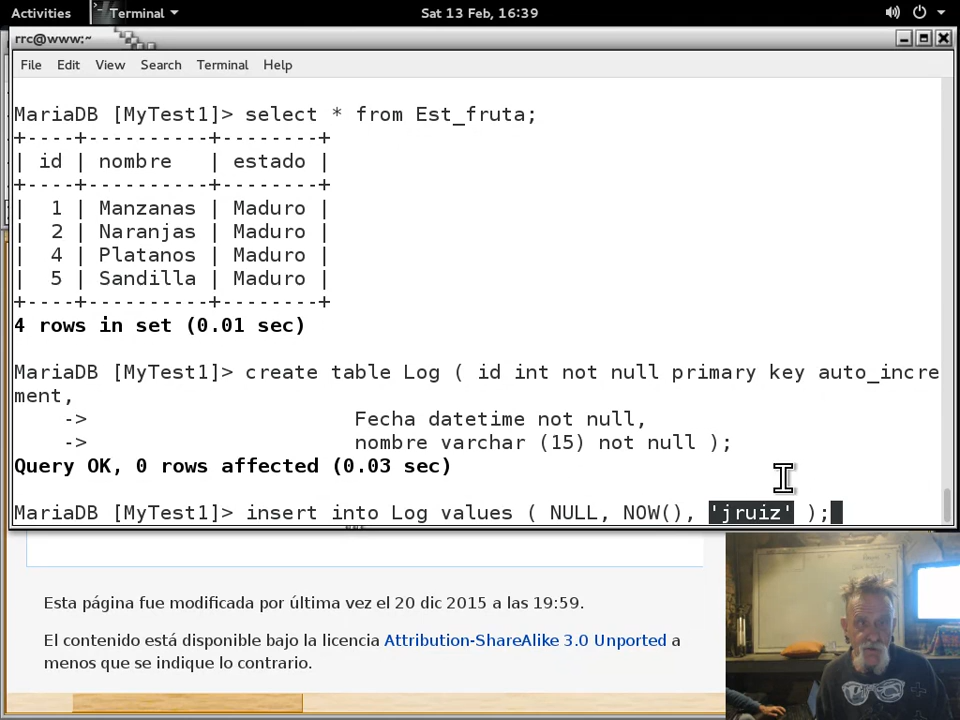 Activities Terminal Sat 13 Feb, 16:39
rrc@www:~
File Edit View Search Terminal Help
MariaDB [MyTest1]> select * from Est_fruta;
+----+----------+--------+
| id | nombre   | estado |
+----+----------+--------+
|  1 | Manzanas | Maduro |
|  2 | Naranjas | Maduro |
|  4 | Platanos | Maduro |
|  5 | Sandilla | Maduro |
+----+----------+--------+
4 rows in set (0.01 sec)
MariaDB [MyTest1]> create table Log ( id int not null primary key auto_incre
ment,
    ->                      Fecha datetime not null,
    ->                      nombre varchar (15) not null );
Query OK, 0 rows affected (0.03 sec)
MariaDB [MyTest1]> insert into Log values ( NULL, NOW(), 'jruiz' );
Esta página fue modificada por última vez el 20 dic 2015 a las 19:59.
El contenido está disponible bajo la licencia Attribution-ShareAlike 3.0 Unported a
menos que se indique lo contrario.